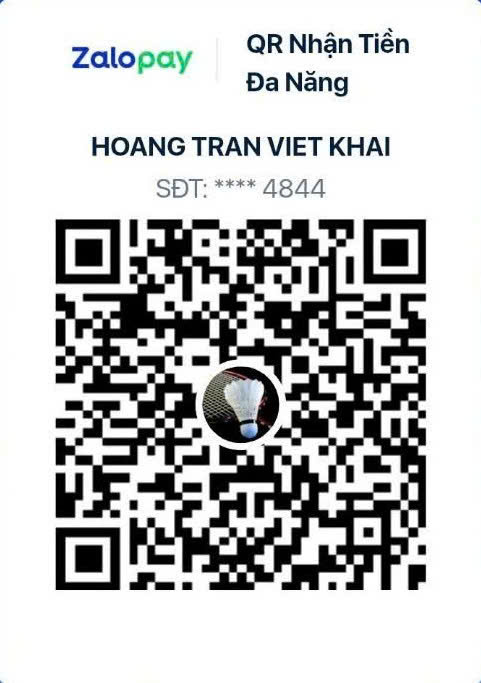 Zalopay
QR Nhận Tiền
Đa Năng
HOANG TRAN VIET KHAI
SĐT: **** 4844